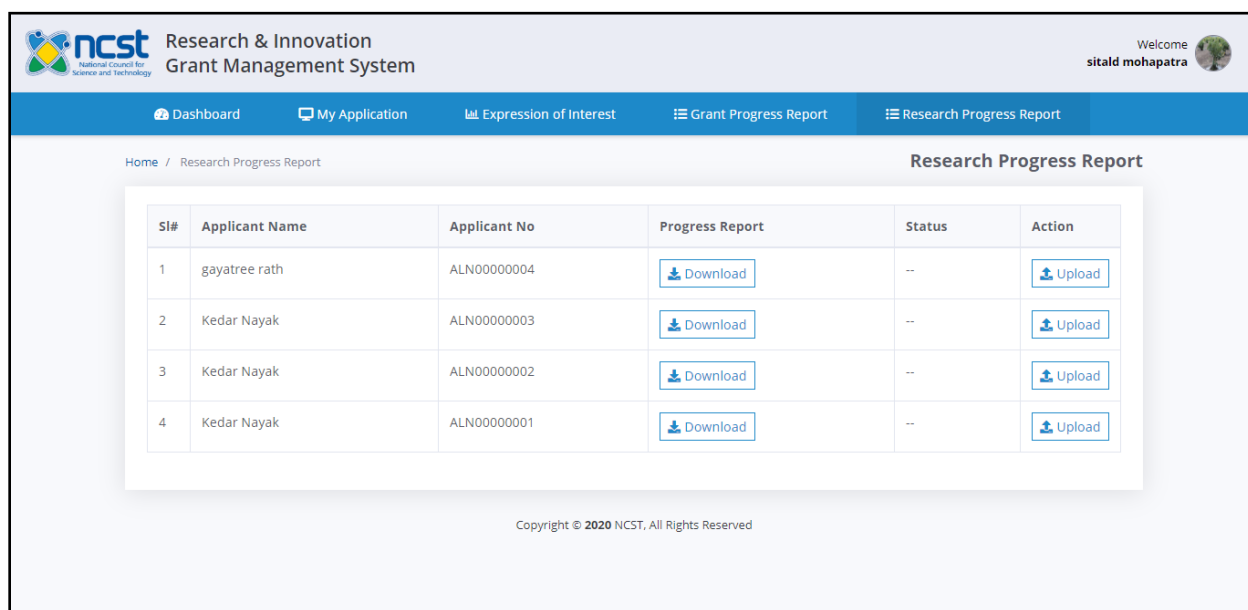 ncst
National Council for
Science and Technology
Research & Innovation
Grant Management System
Welcome
sitald mohapatra
Dashboard My Application Expression of Interest Grant Progress Report Research Progress Report
Home / Research Progress Report
Research Progress Report
Sl# Applicant Name Applicant No Progress Report Status Action
1 gayatree rath ALN00000004 Download -- Upload
2 Kedar Nayak ALN00000003 Download -- Upload
3 Kedar Nayak ALN00000002 Download -- Upload
4 Kedar Nayak ALN00000001 Download -- Upload
Copyright © 2020 NCST, All Rights Reserved